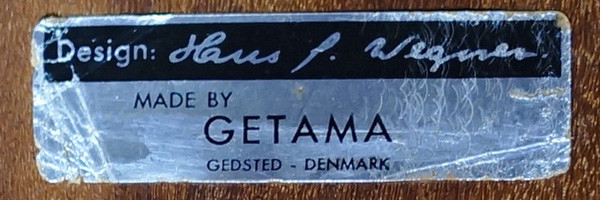 Design: Hans J. Wegner
MADE BY
GETAMA
GEDSTED - DENMARK